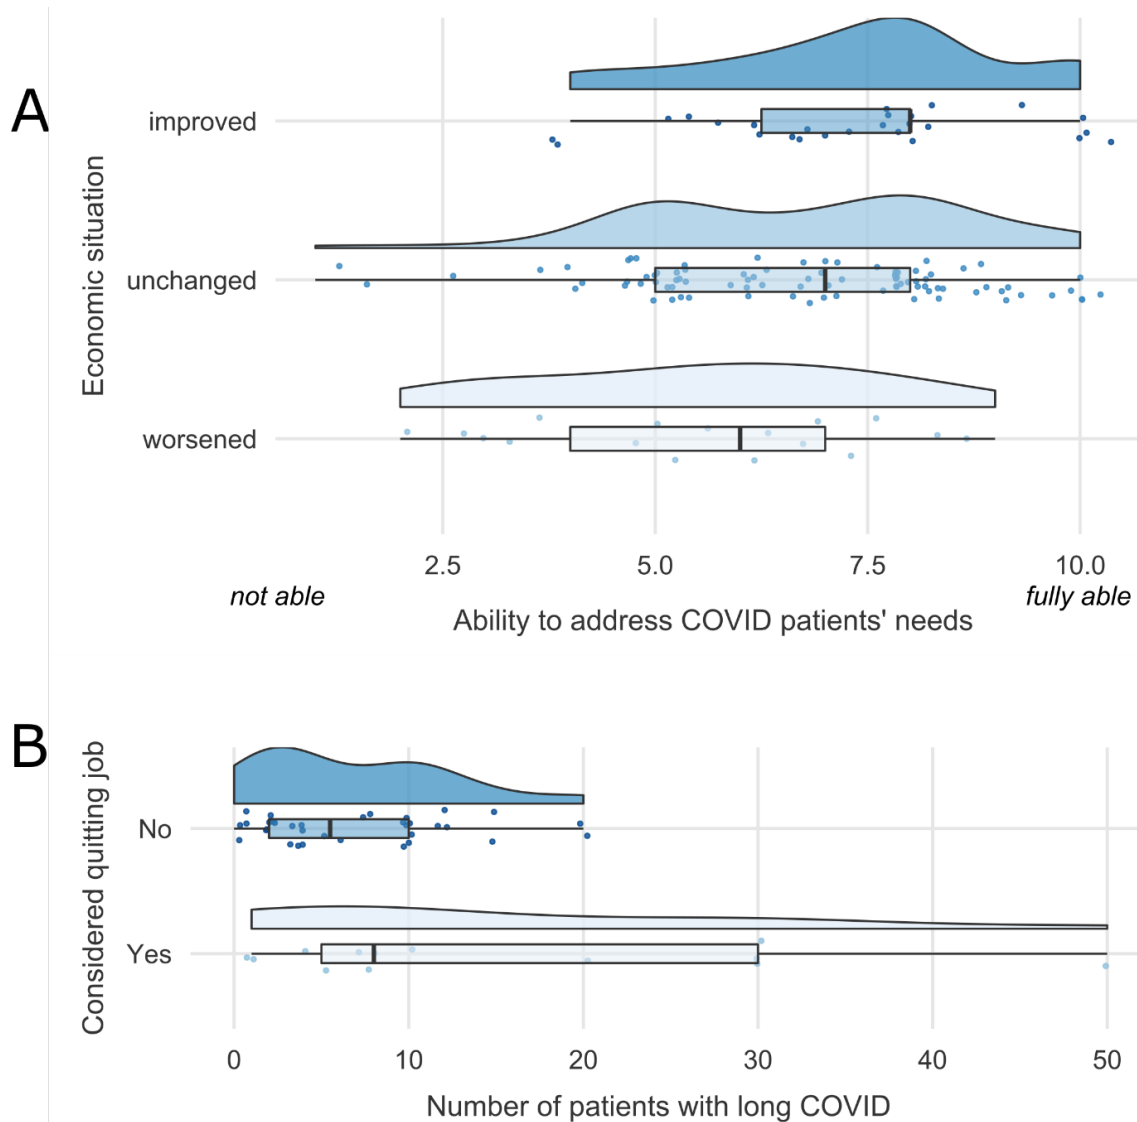 A
Economic situation
improved
unchanged
worsened
2.5 5.0 7.5 10.0
not able fully able
Ability to address COVID patients' needs
B
Considered quitting job
No
Yes
0 10 20 30 40 50
Number of patients with long COVID